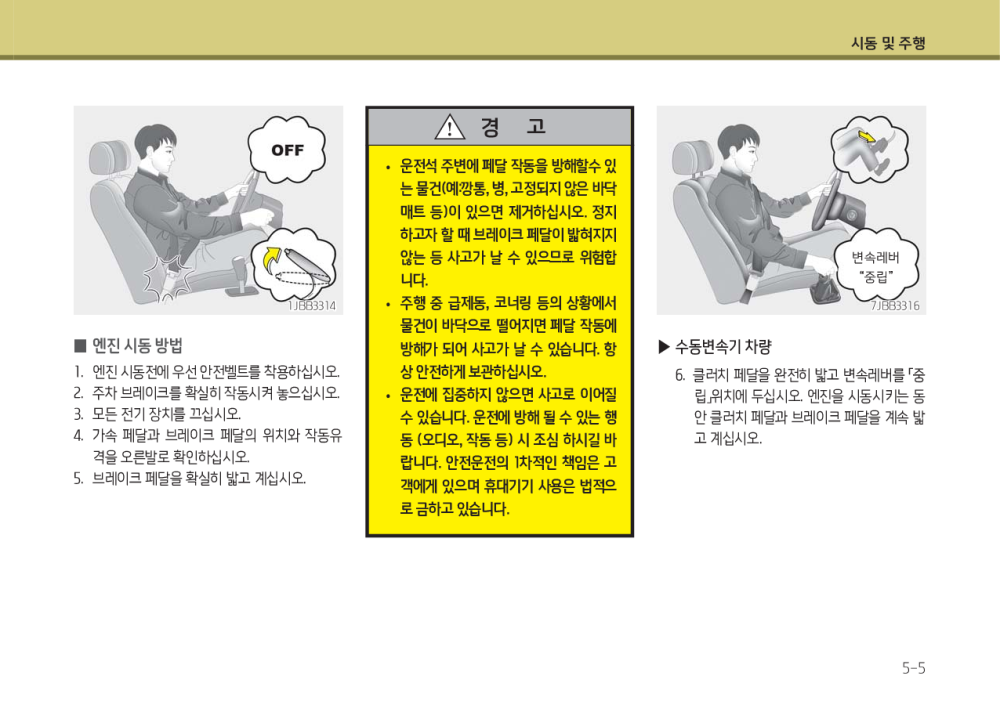 시동 및 주행
OFF
1JBB3314
■ 엔진 시동 방법
1. 엔진 시동전에 우선 안전벨트를 착용하십시오.
2. 주차 브레이크를 확실히 작동시켜 놓으십시오.
3. 모든 전기 장치를 끄십시오.
4. 가속 페달과 브레이크 페달의 위치와 작동유
격을 오른발로 확인하십시오.
5. 브레이크 페달을 확실히 밟고 계십시오.
경 고
• 운전석 주변에 페달 작동을 방해할수 있
는 물건(예:깡통, 병, 고정되지 않은 바닥
매트 등)이 있으면 제거하십시오. 정지
하고자 할 때 브레이크 페달이 밟혀지지
않는 등 사고가 날 수 있으므로 위험합
니다.
• 주행 중 급제동, 코너링 등의 상황에서
물건이 바닥으로 떨어지면 페달 작동에
방해가 되어 사고가 날 수 있습니다. 항
상 안전하게 보관하십시오.
• 운전에 집중하지 않으면 사고로 이어질
수 있습니다. 운전에 방해 될 수 있는 행
동 (오디오, 작동 등) 시 조심 하시길 바
랍니다. 안전운전의 1차적인 책임은 고
객에게 있으며 휴대기기 사용은 법적으
로 금하고 있습니다.
변속레버
“중립”
7JBB3316
▶ 수동변속기 차량
6. 클러치 페달을 완전히 밟고 변속레버를 「중
립」위치에 두십시오. 엔진을 시동시키는 동
안 클러치 페달과 브레이크 페달을 계속 밟
고 계십시오.
5-5